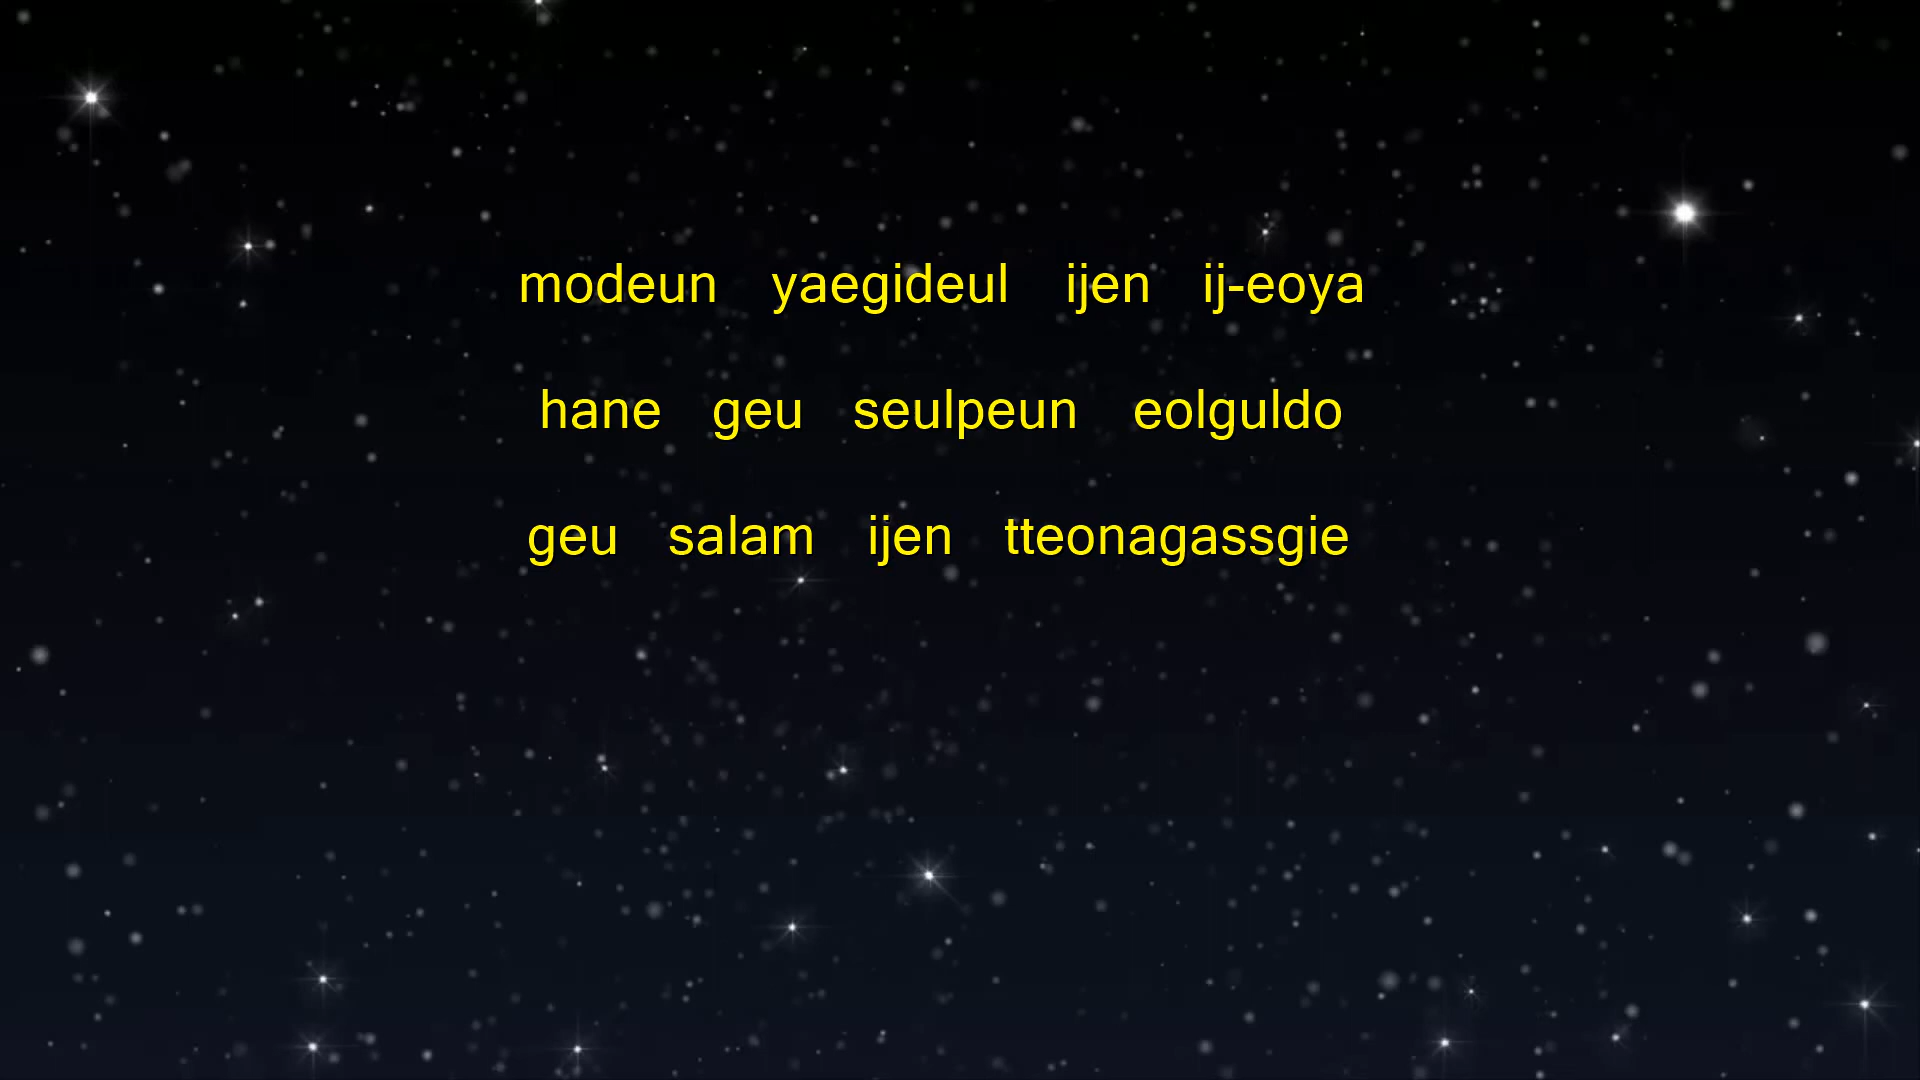 modeun yaegideul ijen ij-eoya
hane geu seulpeun eolguldo
geu salam ijen tteonagassgie